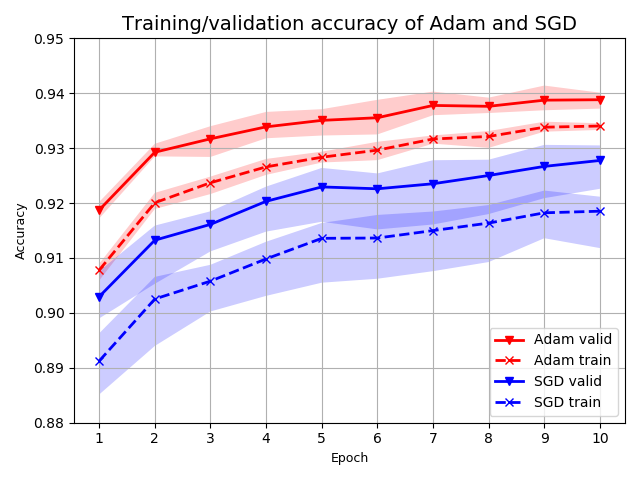 Training/validation accuracy of Adam and SGD
0.95
0.94
0.93
0.92
0.91
0.90
0.89
0.88
Accuracy
1 2 3 4 5 6 7 8 9 10
Epoch
Adam valid
Adam train
SGD valid
SGD train